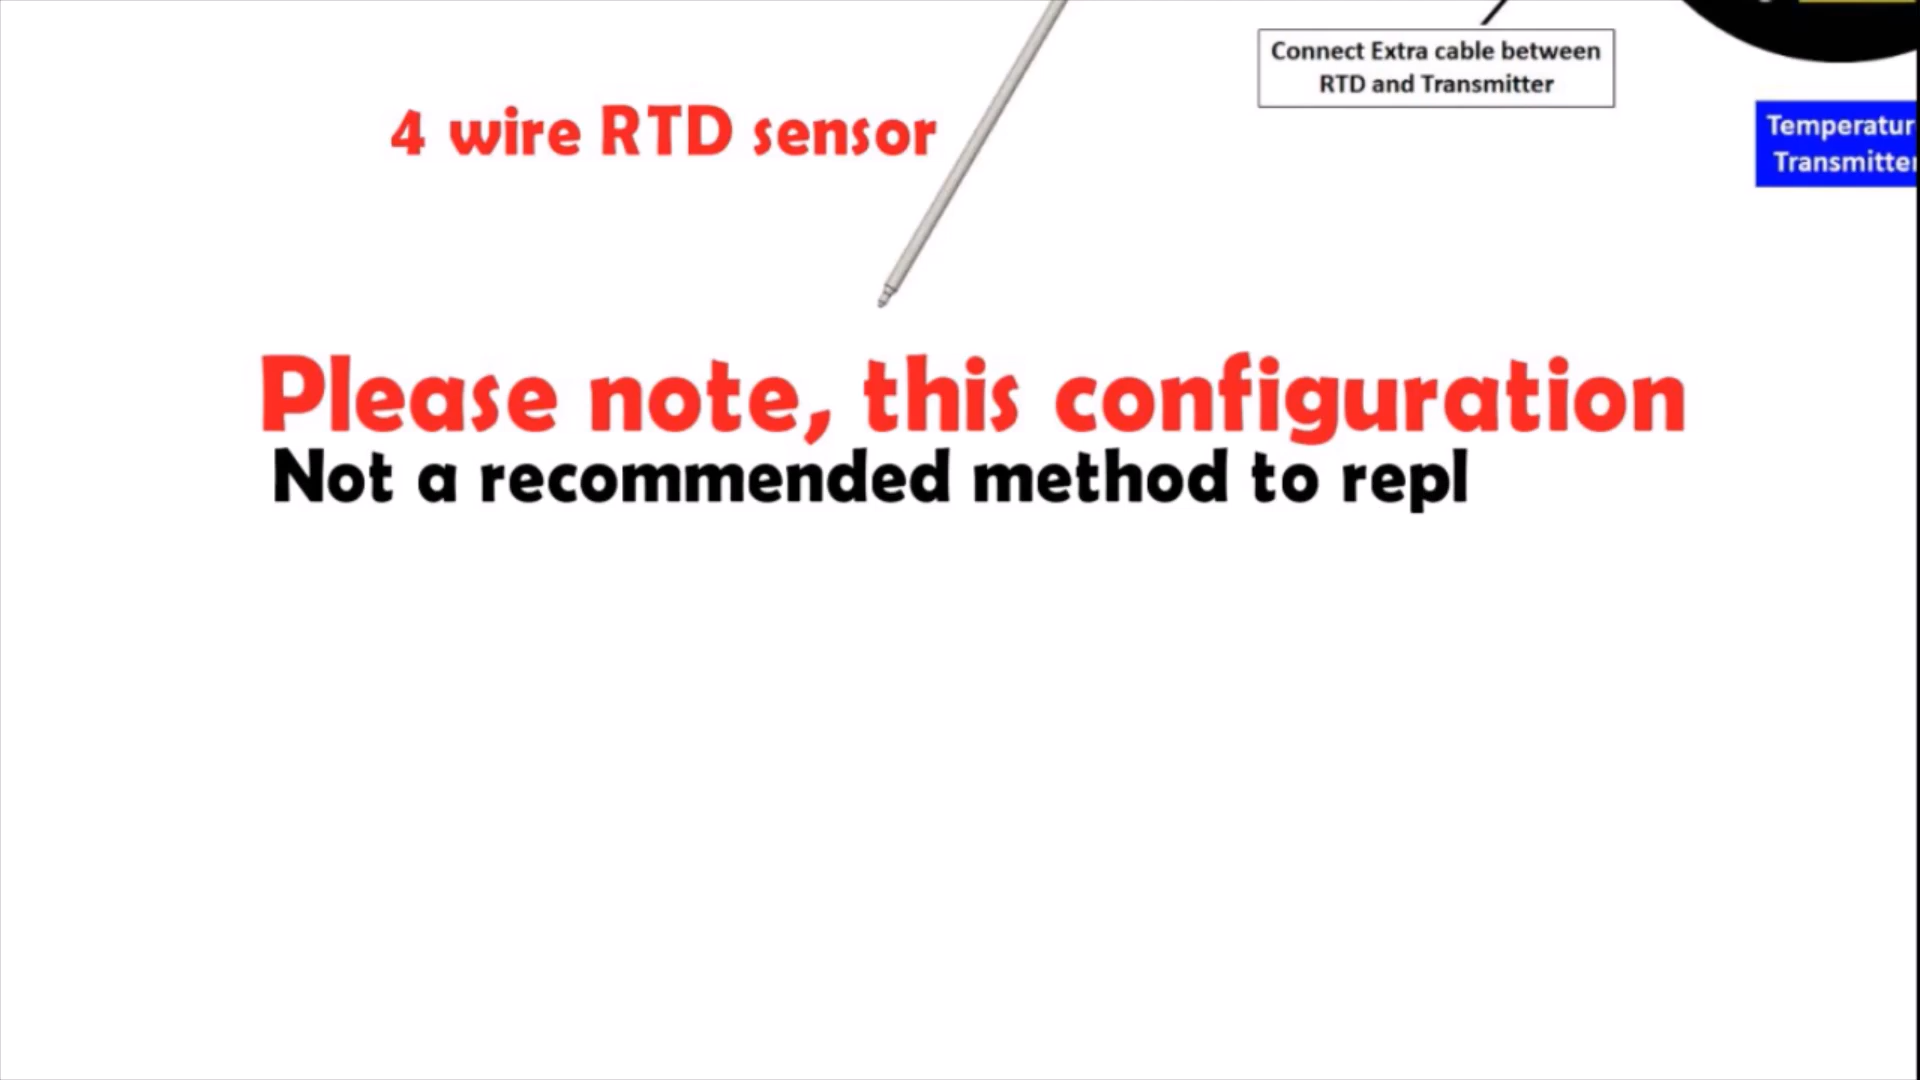 Connect Extra cable between
RTD and Transmitter
4 wire RTD sensor
Temperatur
Transmitter
Please note, this configuration
Not a recommended method to repl